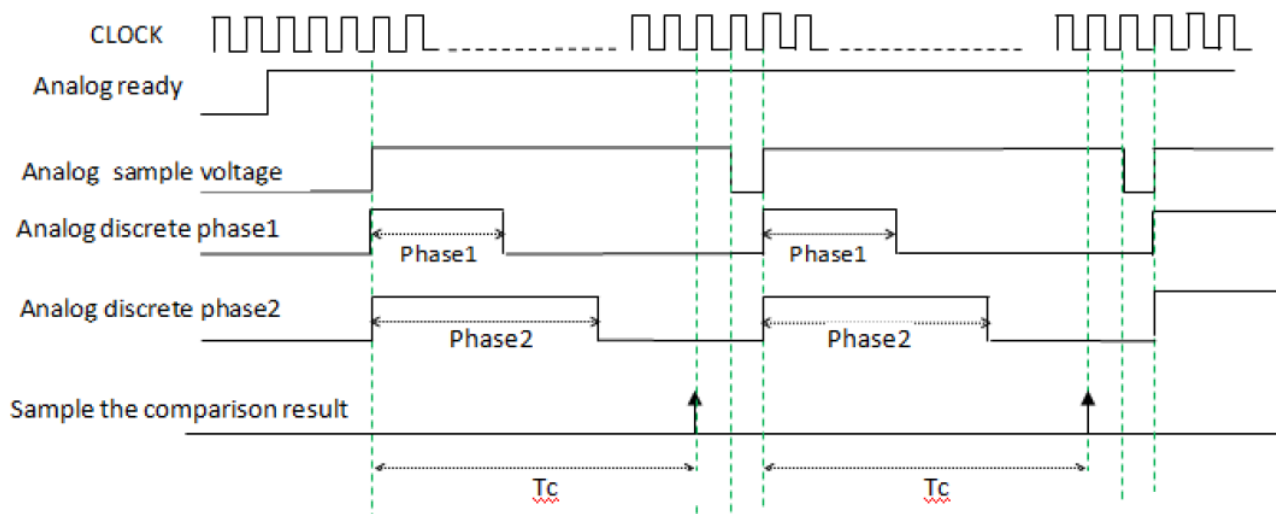 CLOCK
Analog ready
Analog sample voltage
Analog discrete phase1
Phase1
Phase1
Analog discrete phase2
Phase2
Phase2
Sample the comparison result
Tc
Tc